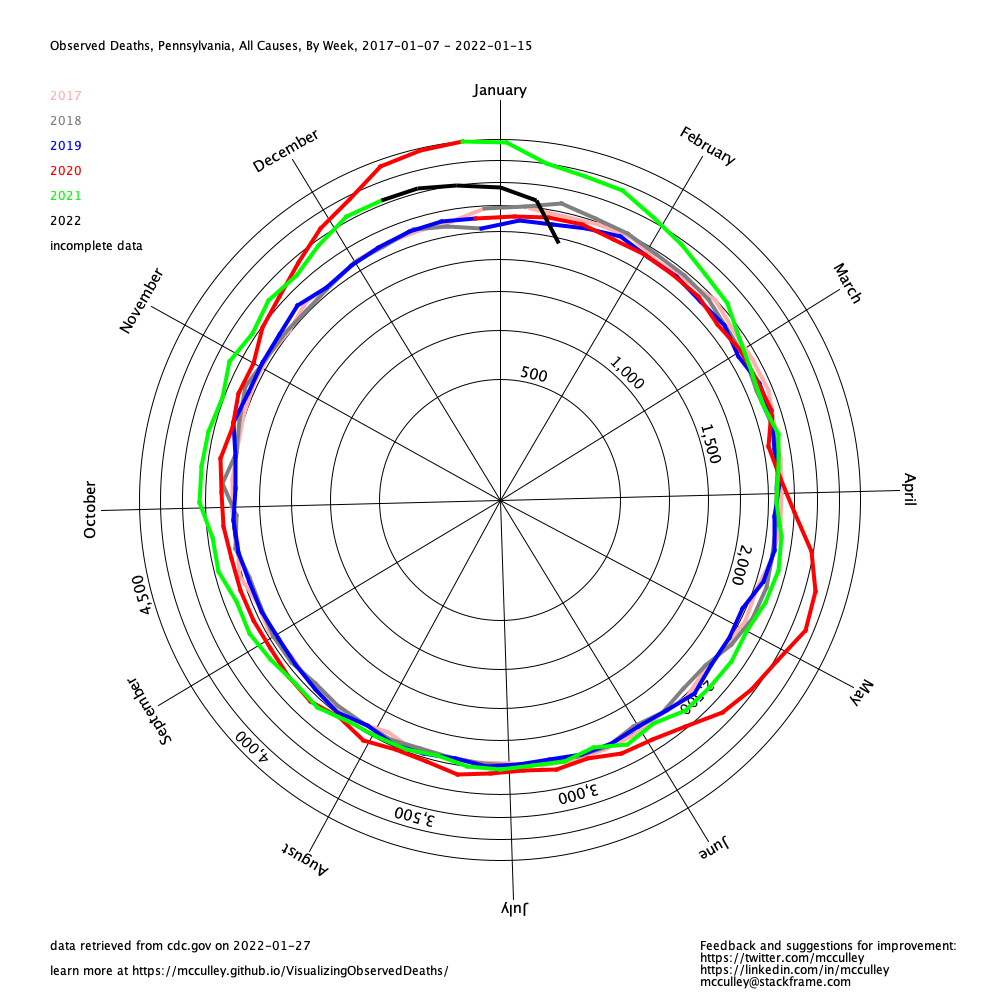 Observed Deaths, Pennsylvania, All Causes, By Week, 2017-01-07 - 2022-01-15
2017
2018
2019
2020
2021
2022
incomplete data
January
February
March
April
May
June
July
August
September
October
November
December
500
1,000
1,500
2,000
3,000
3,500
4,000
4,500
data retrieved from cdc.gov on 2022-01-27
learn more at https://mcculley.github.io/VisualizingObservedDeaths/
Feedback and suggestions for improvement:
https://twitter.com/mcculley
https://linkedin.com/in/mcculley
mcculley@stackframe.com